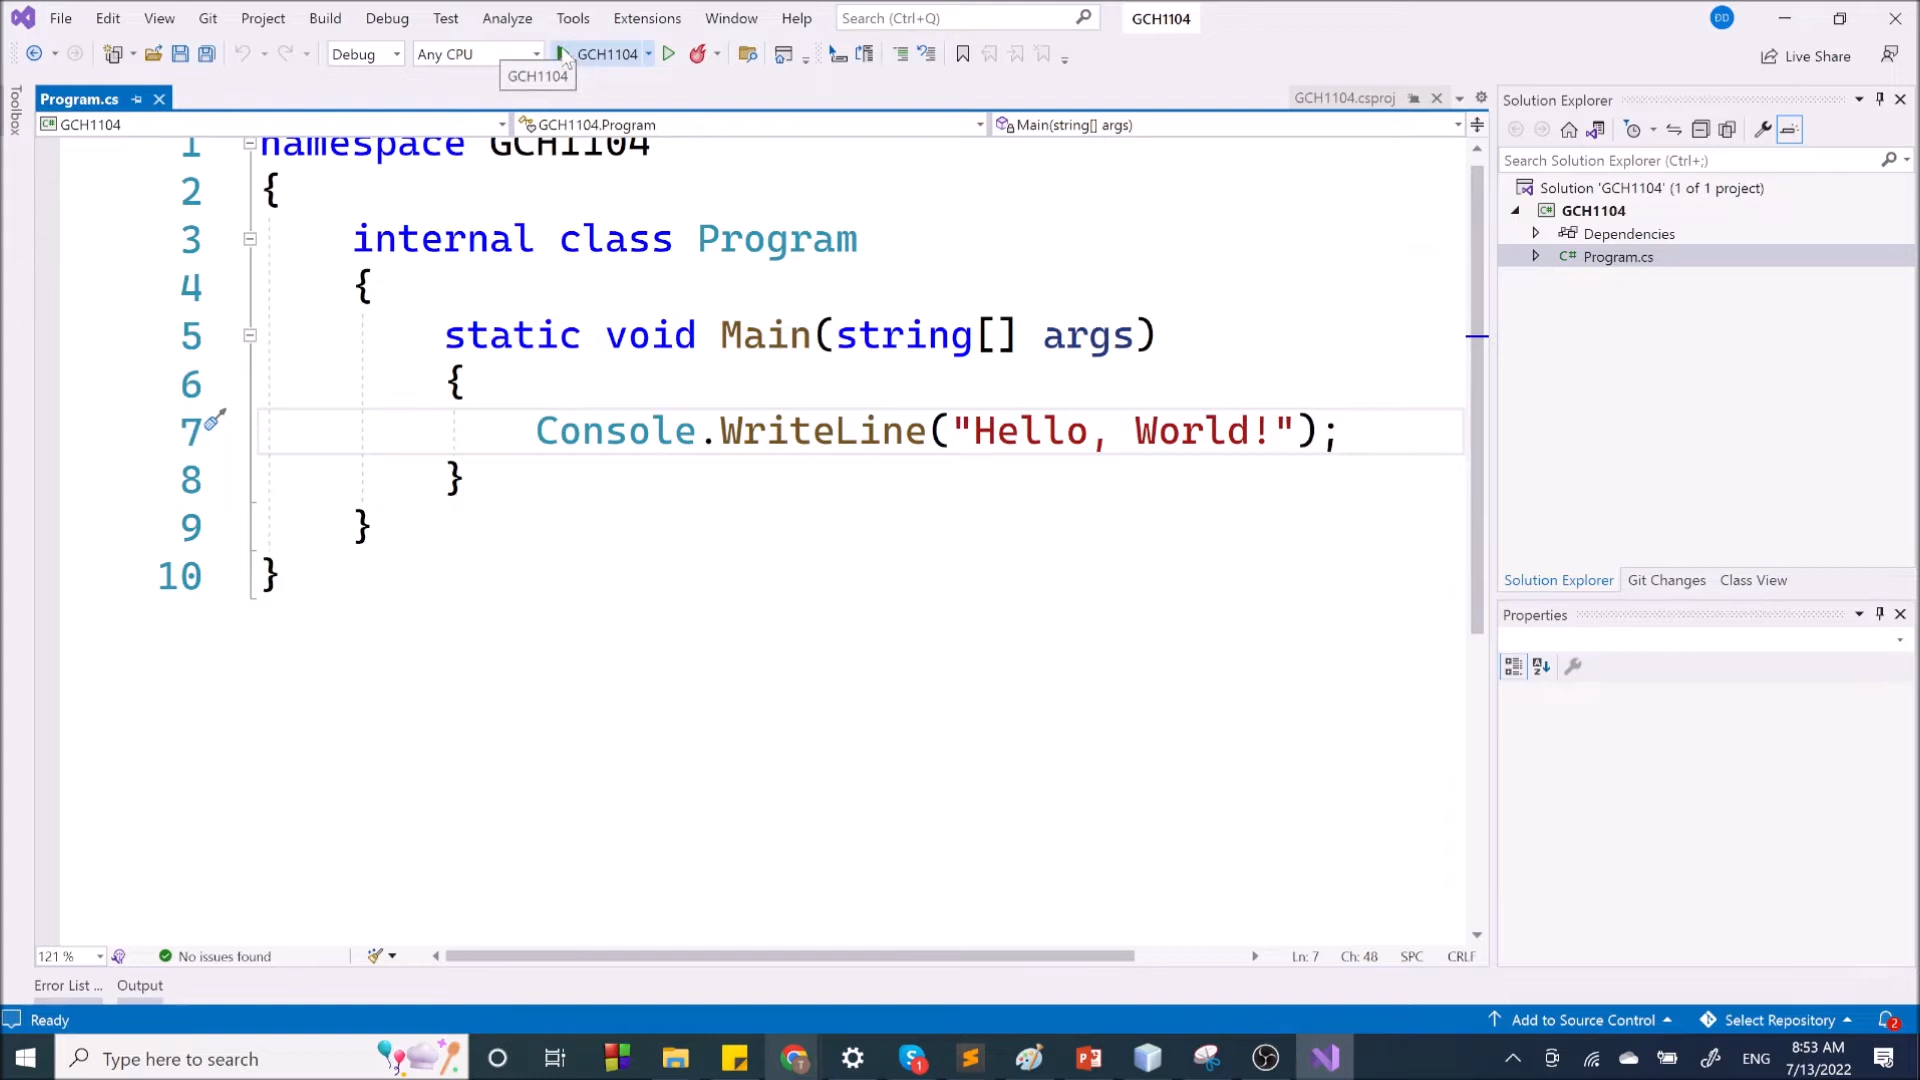 File Edit View Git Project Build Debug Test Analyze Tools Extensions Window Help Search (Ctrl+Q) GCH1104 DD
Debug Any CPU GCH1104 Live Share
GCH1104
Toolbox
Program.cs GCH1104.csproj
GCH1104 GCH1104.Program Main(string[] args)
1 namespace GCH1104
2 {
3 internal class Program
4 {
5 static void Main(string[] args)
6 {
7 Console.WriteLine("Hello, World!");
8 }
9 }
10 }
121 % No issues found Ln: 7 Ch: 48 SPC CRLF
Error List ... Output
Solution Explorer
Search Solution Explorer (Ctrl+;)
Solution 'GCH1104' (1 of 1 project)
C# GCH1104
Dependencies
C# Program.cs
Solution Explorer Git Changes Class View
Properties
Ready Add to Source Control Select Repository 2
Type here to search ENG 8:53 AM
7/13/2022